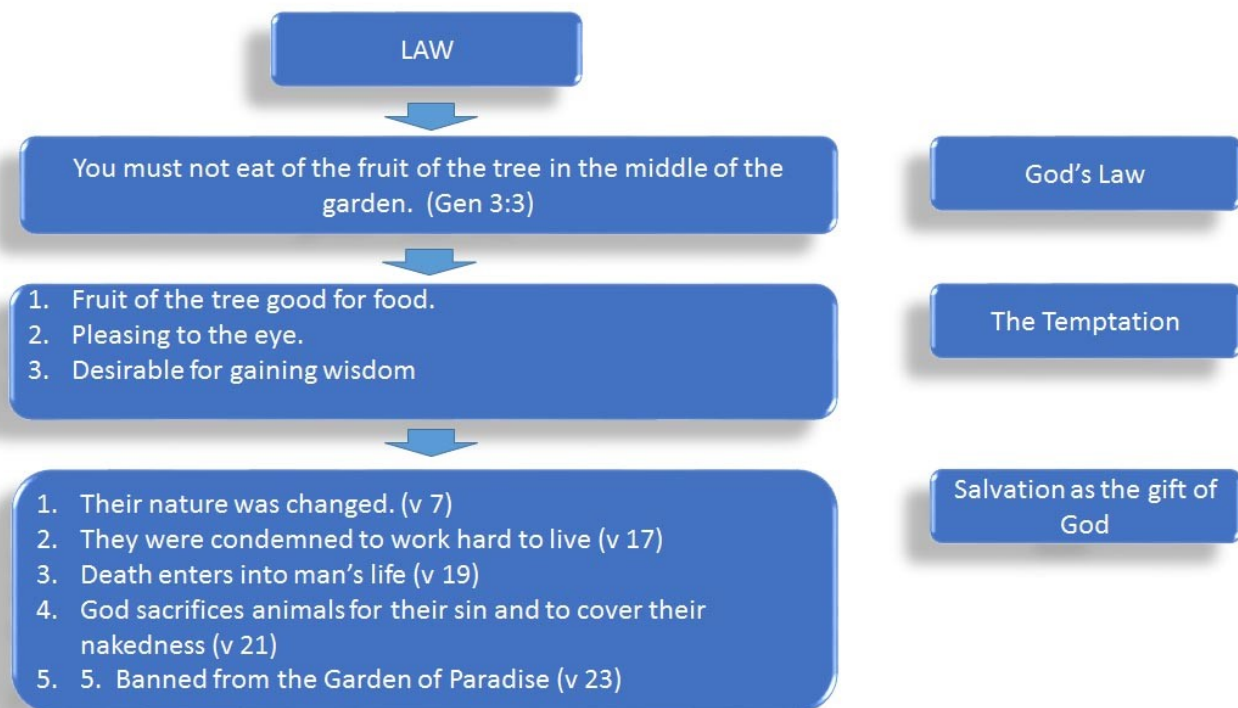 LAW
You must not eat of the fruit of the tree in the middle of the
garden.  (Gen 3:3)
God's Law
1. Fruit of the tree good for food.
2. Pleasing to the eye.
3. Desirable for gaining wisdom
The Temptation
1. Their nature was changed. (v 7)
2. They were condemned to work hard to live (v 17)
3. Death enters into man's life (v 19)
4. God sacrifices animals for their sin and to cover their
nakedness (v 21)
5. 5. Banned from the Garden of Paradise (v 23)
Salvation as the gift of
God